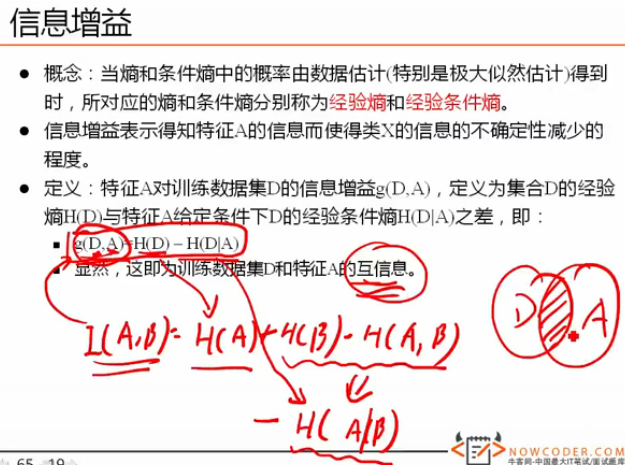 信息增益
● 概念：当熵和条件熵中的概率由数据估计(特别是极大似然估计)得到
时，所对应的熵和条件熵分别称为经验熵和经验条件熵。
● 信息增益表示得知特征A的信息而使得类X的信息的不确定性减少的
程度。
● 定义：特征A对训练数据集D的信息增益g(D,A)，定义为集合D的经验
熵H(D)与特征A给定条件下D的经验条件熵H(D|A)之差，即：
■ g(D,A)=H(D) – H(D|A)
■ 显然，这即为训练数据集D和特征A的互信息。
D A
I(A,B) = H(A) + H(B) - H(A, B)
- H(A|B)
NOWCODER.COM
牛客网-中国最大IT笔试/面试题库
65 19